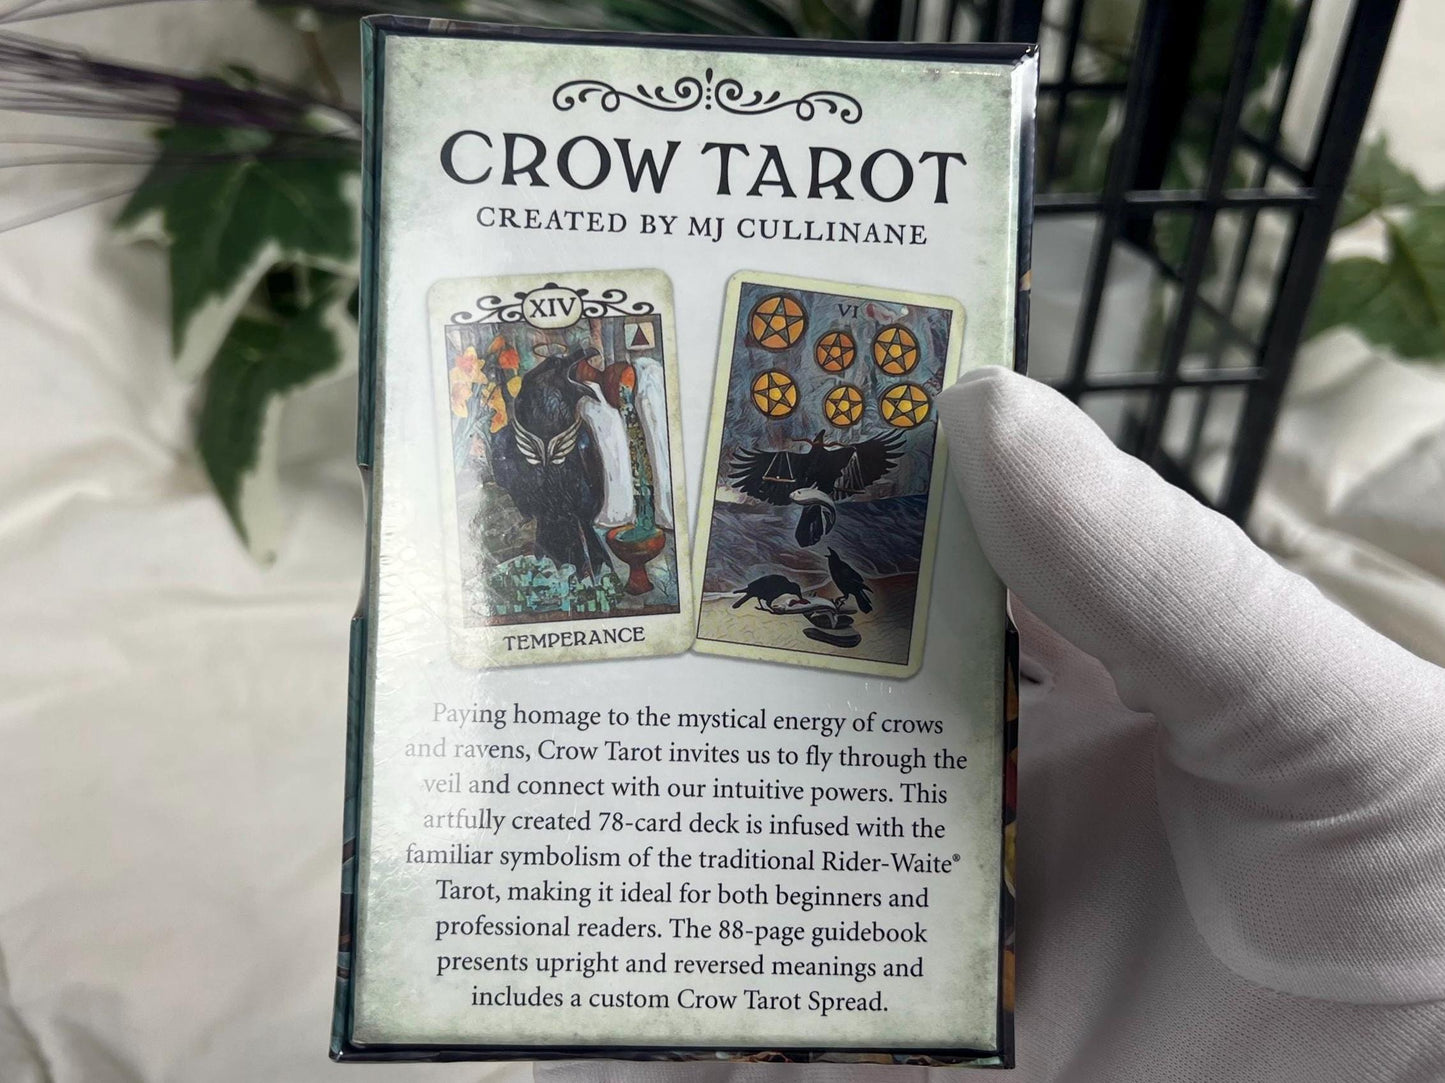 CROW TAROT
CREATED BY MJ CULLINANE
XIV
VI
TEMPERANCE
Paying homage to the mystical energy of crows
and ravens, Crow Tarot invites us to fly through the
veil and connect with our intuitive powers. This
artfully created 78-card deck is infused with the
familiar symbolism of the traditional Rider-Waite®
Tarot, making it ideal for both beginners and
professional readers. The 88-page guidebook
presents upright and reversed meanings and
includes a custom Crow Tarot Spread.